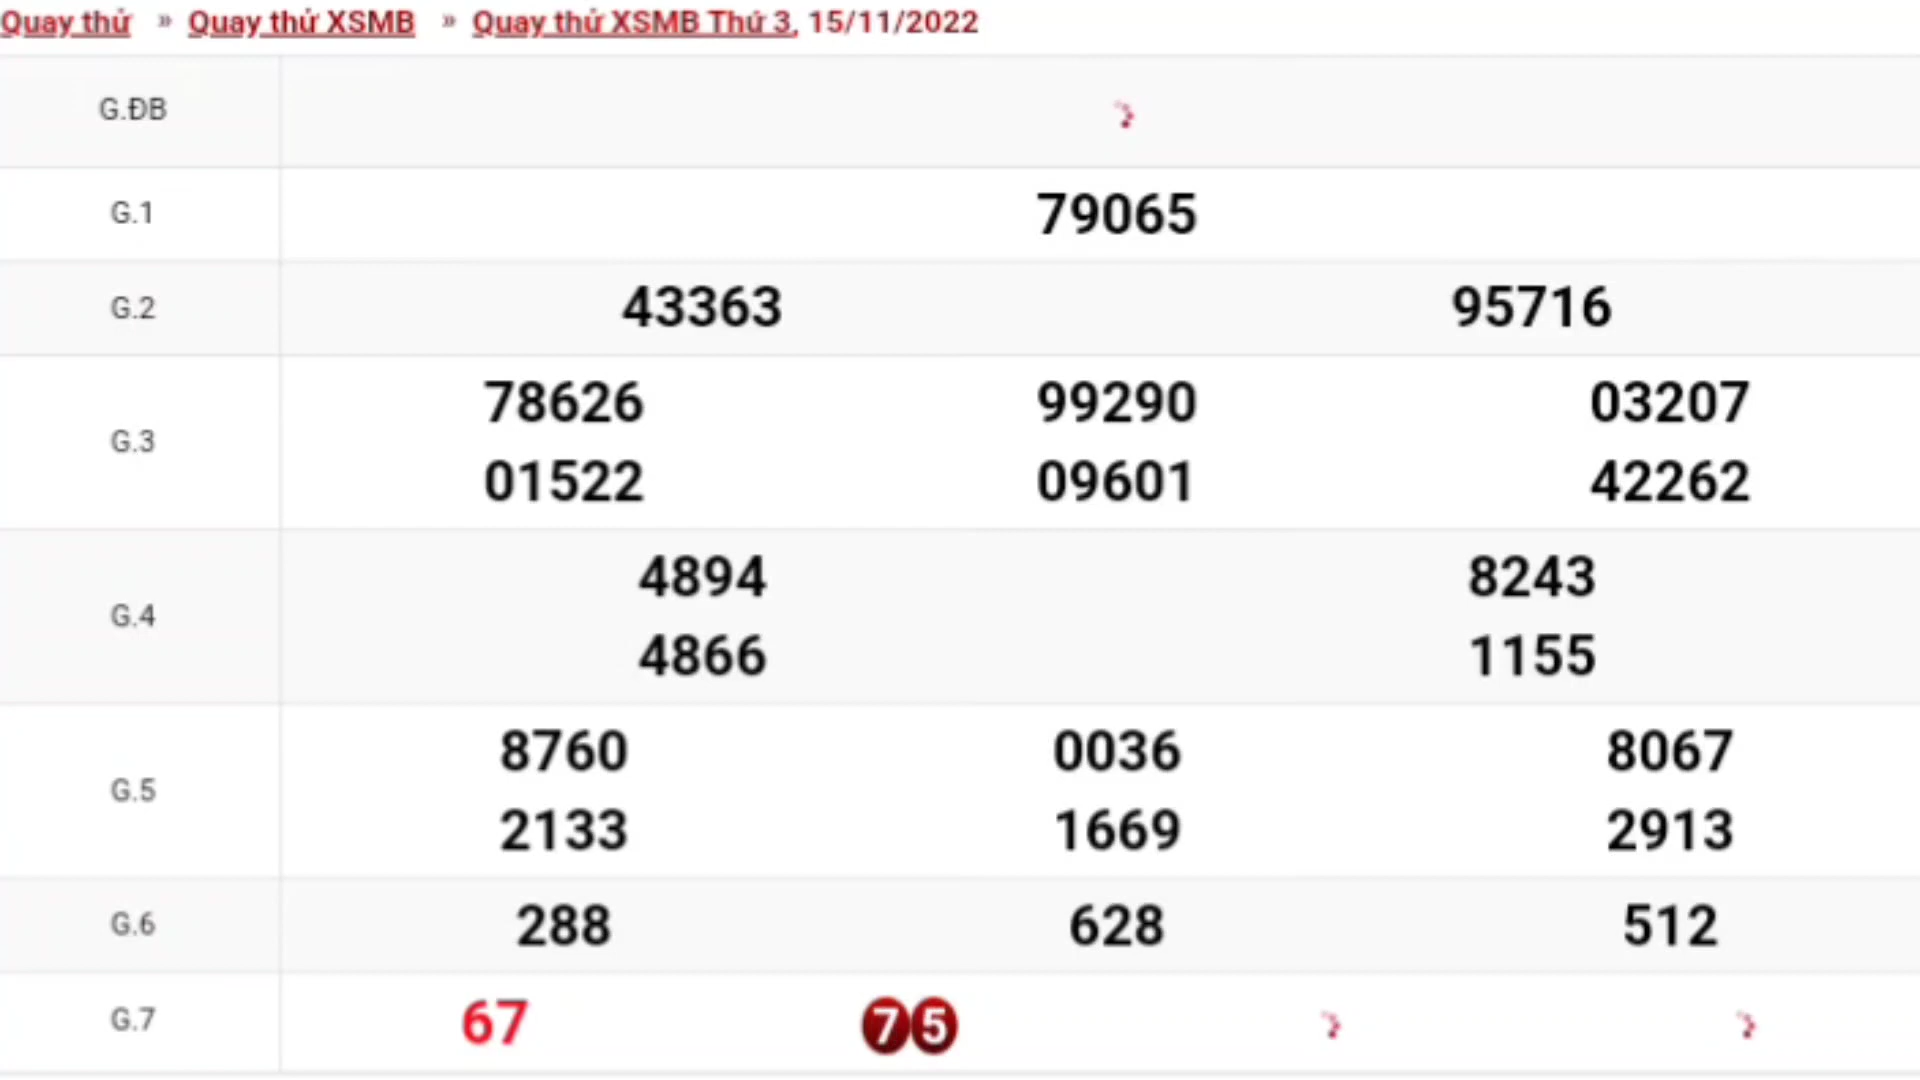 Quay thử » Quay thử XSMB » Quay thử XSMB Thứ 3, 15/11/2022
G.ĐB
G.1 79065
G.2 43363 95716
G.3 78626 99290 03207
01522 09601 42262
G.4 4894 8243
4866 1155
G.5 8760 0036 8067
2133 1669 2913
G.6 288 628 512
G.7 67 75